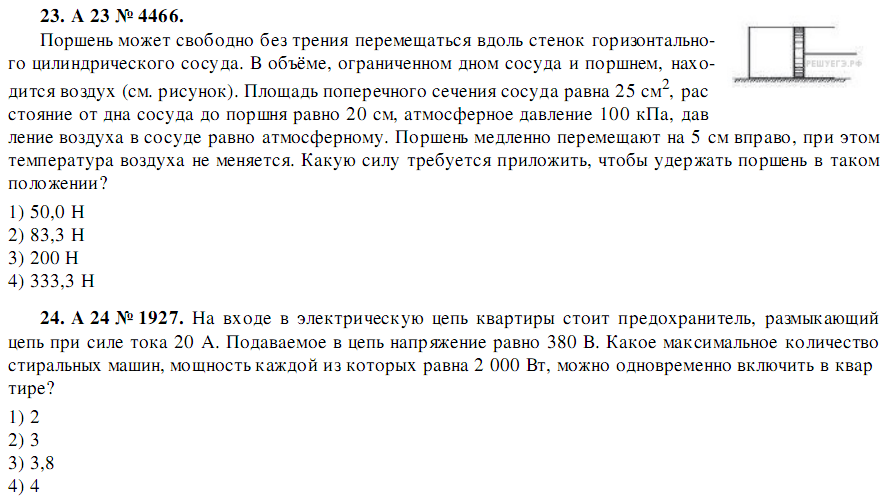 23. А 23 № 4466.
Поршень может свободно без трения перемещаться вдоль стенок горизонтально-
го цилиндрического сосуда. В объёме, ограниченном дном сосуда и поршнем, нахо-
РЕШУЕГЭ.РФ
дится воздух (см. рисунок). Площадь поперечного сечения сосуда равна 25 см², рас
стояние от дна сосуда до поршня равно 20 см, атмосферное давление 100 кПа, дав
ление воздуха в сосуде равно атмосферному. Поршень медленно перемещают на 5 см вправо, при этом
температура воздуха не меняется. Какую силу требуется приложить, чтобы удержать поршень в таком
положении?
1) 50,0 Н
2) 83,3 Н
3) 200 Н
4) 333,3 Н
24. А 24 № 1927. На входе в электрическую цепь квартиры стоит предохранитель, размыкающий
цепь при силе тока 20 А. Подаваемое в цепь напряжение равно 380 В. Какое максимальное количество
стиральных машин, мощность каждой из которых равна 2 000 Вт, можно одновременно включить в квар
тире?
1) 2
2) 3
3) 3,8
4) 4